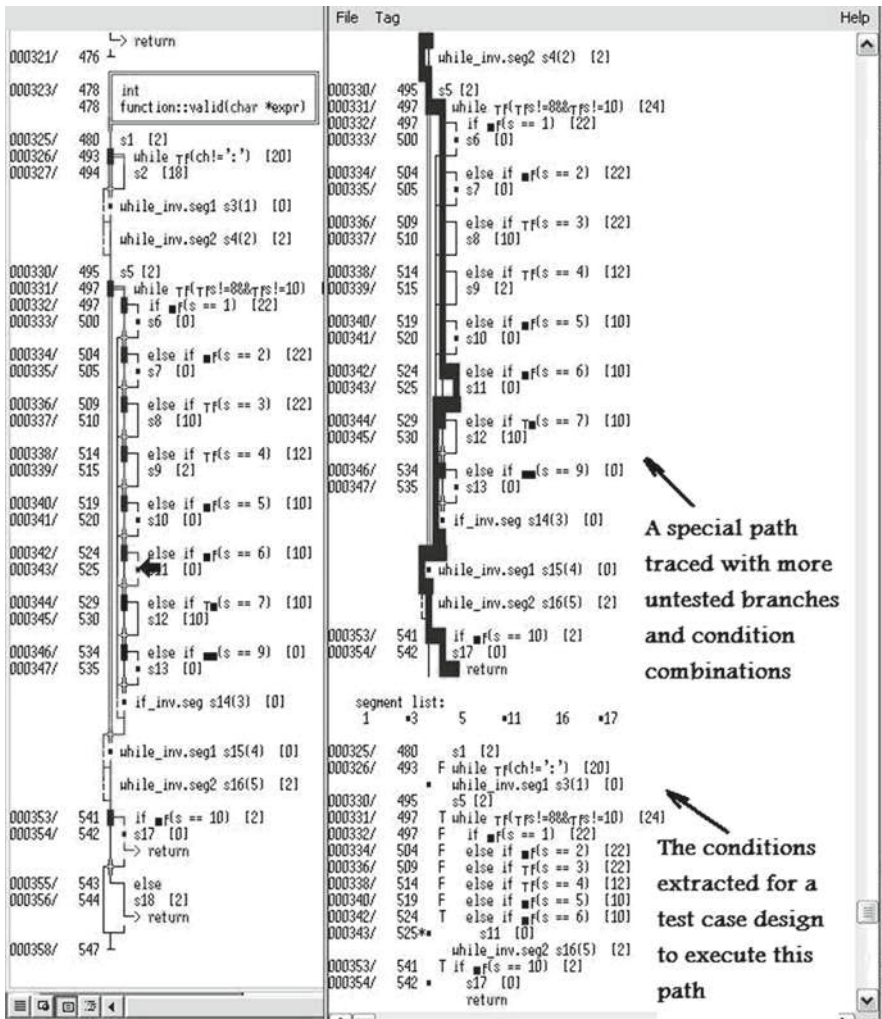 return
000321/ 476
000323/ 478 int
478 function::valid(char *expr)
000325/ 480 s1 [2]
000326/ 493 while TF(ch!=':') [20]
000327/ 494 s2 [18]
while_inv.seg1 s3(1) [0]
while_inv.seg2 s4(2) [2]
000330/ 495 s5 [2]
000331/ 497 while TF(TFs!=8&&TFs!=10) [
000332/ 497 if ■F(s == 1) [22]
000333/ 500 s6 [0]
000334/ 504 else if ■F(s == 2) [22]
000335/ 505 s7 [0]
000336/ 509 else if TF(s == 3) [22]
000337/ 510 s8 [10]
000338/ 514 else if TF(s == 4) [12]
000339/ 515 s9 [2]
000340/ 519 else if ■F(s == 5) [10]
000341/ 520 s10 [0]
000342/ 524 else if ■F(s == 6) [10]
000343/ 525 [0]
000344/ 529 else if T■(s == 7) [10]
000345/ 530 s12 [10]
000346/ 534 else if ■■(s == 9) [0]
000347/ 535 s13 [0]
if_inv.seg s14(3) [0]
while_inv.seg1 s15(4) [0]
while_inv.seg2 s16(5) [2]
000353/ 541 if ■F(s == 10) [2]
000354/ 542 s17 [0]
return
000355/ 543 else
000356/ 544 s18 [2]
return
000358/ 547
File Tag Help
while_inv.seg2 s4(2) [2]
000330/ 495 s5 [2]
000331/ 497 while TF(TFs!=8&&TFs!=10) [24]
000332/ 497 if ■F(s == 1) [22]
000333/ 500 s6 [0]
000334/ 504 else if ■F(s == 2) [22]
000335/ 505 s7 [0]
000336/ 509 else if TF(s == 3) [22]
000337/ 510 s8 [10]
000338/ 514 else if TF(s == 4) [12]
000339/ 515 s9 [2]
000340/ 519 else if ■F(s == 5) [10]
000341/ 520 s10 [0]
000342/ 524 else if ■F(s == 6) [10]
000343/ 525 s11 [0]
000344/ 529 else if T■(s == 7) [10]
000345/ 530 s12 [10]
000346/ 534 else if ■■(s == 9) [0]
000347/ 535 s13 [0]
if_inv.seg s14(3) [0]
while_inv.seg1 s15(4) [0]
while_inv.seg2 s16(5) [2]
000353/ 541 if ■F(s == 10) [2]
000354/ 542 s17 [0]
return
A special path
traced with more
untested branches
and condition
combinations
segment list:
1 ▪3 5 ▪11 16 ▪17
000325/ 480 s1 [2]
000326/ 493 F while TF(ch!=':') [20]
▪ while_inv.seg1 s3(1) [0]
000330/ 495 s5 [2]
000331/ 497 T while TF(TFs!=8&&TFs!=10) [24]
000332/ 497 F if ■F(s == 1) [22]
000334/ 504 F else if ■F(s == 2) [22]
000336/ 509 F else if TF(s == 3) [22]
000338/ 514 F else if TF(s == 4) [12]
000340/ 519 F else if ■F(s == 5) [10]
000342/ 524 T else if ■F(s == 6) [10]
000343/ 525*▪ s11 [0]
while_inv.seg2 s16(5) [2]
000353/ 541 T if ■F(s == 10) [2]
000354/ 542 ▪ s17 [0]
return
The conditions
extracted for a
test case design
to execute this
path